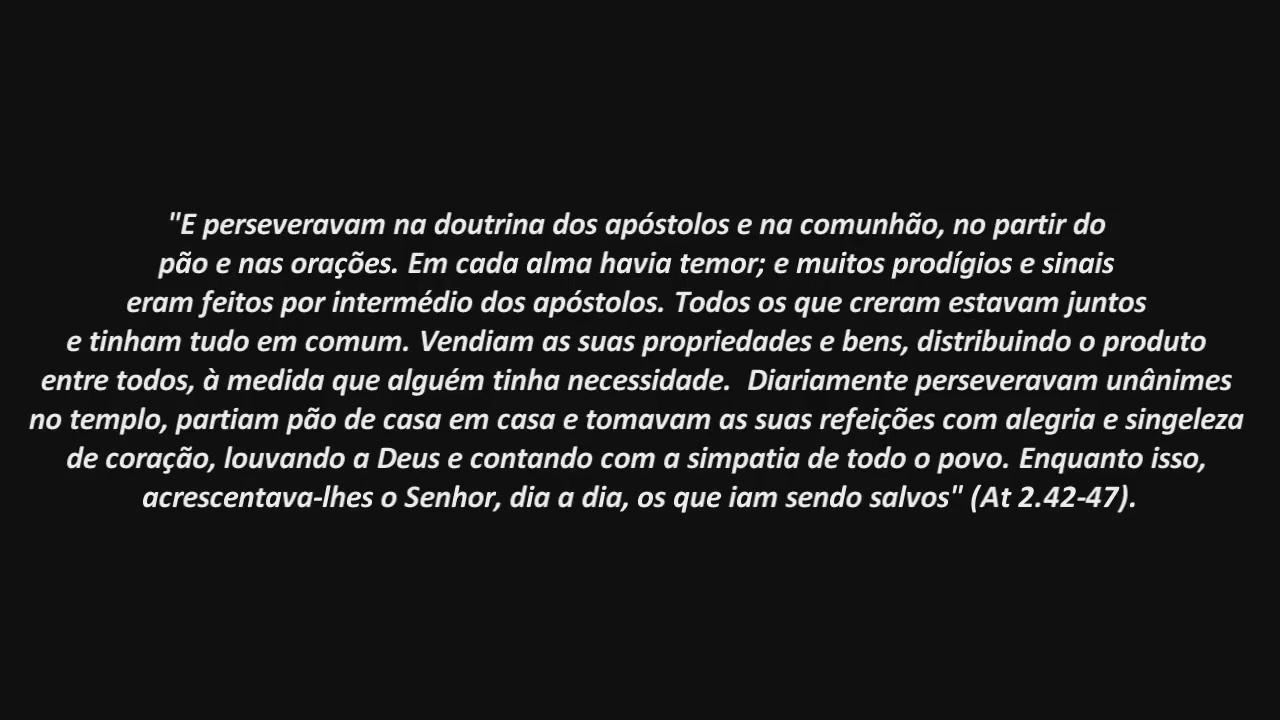 "E perseveravam na doutrina dos apóstolos e na comunhão, no partir do
pão e nas orações. Em cada alma havia temor; e muitos prodígios e sinais
eram feitos por intermédio dos apóstolos. Todos os que creram estavam juntos
e tinham tudo em comum. Vendiam as suas propriedades e bens, distribuindo o produto
entre todos, à medida que alguém tinha necessidade.  Diariamente perseveravam unânimes
no templo, partiam pão de casa em casa e tomavam as suas refeições com alegria e singeleza
de coração, louvando a Deus e contando com a simpatia de todo o povo. Enquanto isso,
acrescentava-lhes o Senhor, dia a dia, os que iam sendo salvos" (At 2.42-47).